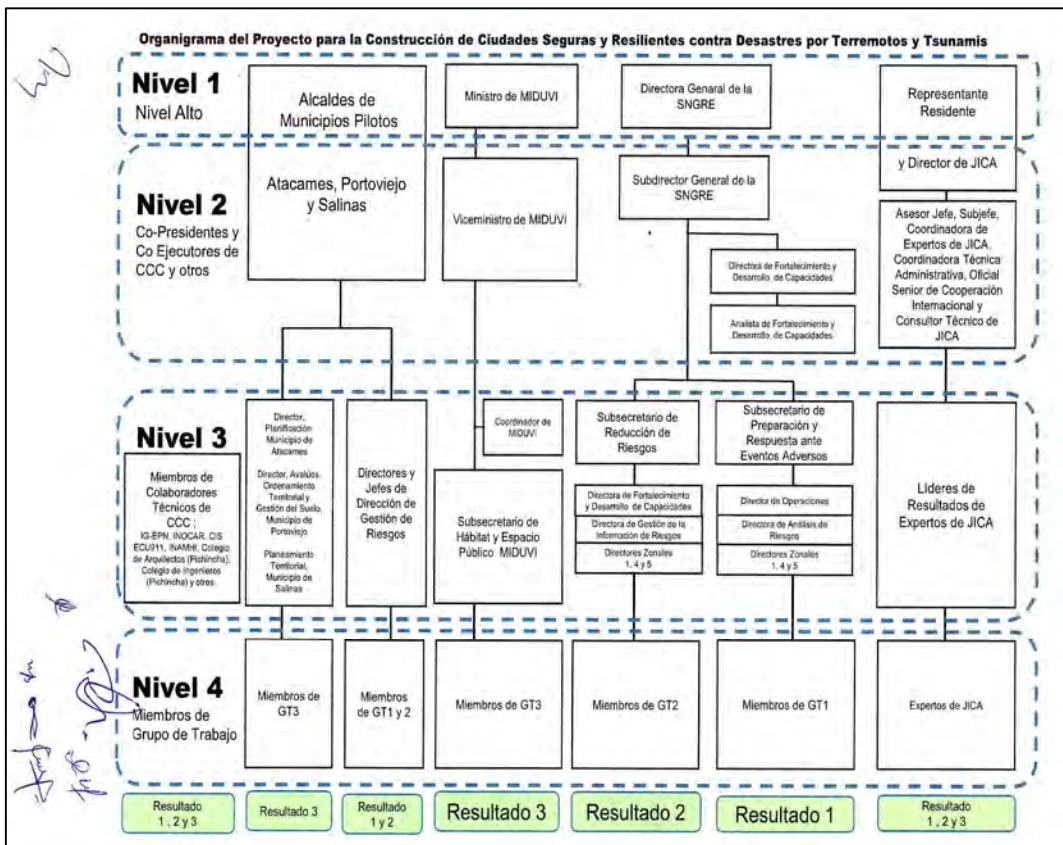 Organigrama del Proyecto para la Construcción de Ciudades Seguras y Resilientes contra Desastres por Terremotos y Tsunamis
Nivel 1
Nivel Alto
Alcaldes de
Municipios Pilotos
Atacames, Portoviejo
y Salinas
Ministro de MIDUVI
Directora Genaral de la
SNGRE
Representante
Residente
y Director de JICA
Nivel 2
Co-Presidentes y
Co Ejecutores de
CCC y otros
Viceministro de MIDUVI
Subdirector General de la
SNGRE
Directora de Fortalecimiento y
Desarrollo de Capacidades
Analista de Fortalecimiento y
Desarrollo de Capacidades
Asesor Jefe, Subjefe,
Coordinadora de
Expertos de JICA.
Coordinadora Técnica
Administrativa, Oficial
Senior de Cooperación
Internacional y
Consultor Técnico de
JICA
Nivel 3
Miembros de
Colaboradores
Técnicos de
CCC ;
IG-EPN, INOCAR, CIS
ECU911, INAMHI, Colegio
de Arquitectos (Pichincha),
Colegio de Ingenieros
(Pichincha) y otros.
Director,
Planificación
Municipio de
Atacames
Director, Avalúos,
Ordenamiento
Territorial y
Gestión del Suelo,
Municipio de
Portoviejo
Planeamiento
Territorial,
Municipio de
Salinas
Directores y
Jefes de
Dirección de
Gestión de
Riesgos
Coordinador de
MIDUVI
Subsecretario de
Hábitat y Espacio
Público MIDUVI
Subsecretario de
Reducción de
Riesgos
Directora de Fortalecimiento
y Desarrollo de Capacidades
Directora de Gestión de la
Información de Riesgos
Directores Zonales
1, 4 y 5
Subsecretario de
Preparación y
Respuesta ante
Eventos Adversos
Director de Operaciones
Directora de Análisis de
Riesgos
Directores Zonales
1, 4 y 5
Lideres de
Resultados de
Expertos de JICA
Nivel 4
Miembros de
Grupo de Trabajo
Miembros de
GT3
Miembros
de GT1 y 2
Miembros de GT3
Miembros de GT2
Miembros de GT1
Expertos de JICA
Resultado
1 , 2 y 3
Resultado 3
Resultado
1 y 2
Resultado 3
Resultado 2
Resultado 1
Resultado
1 , 2 y 3